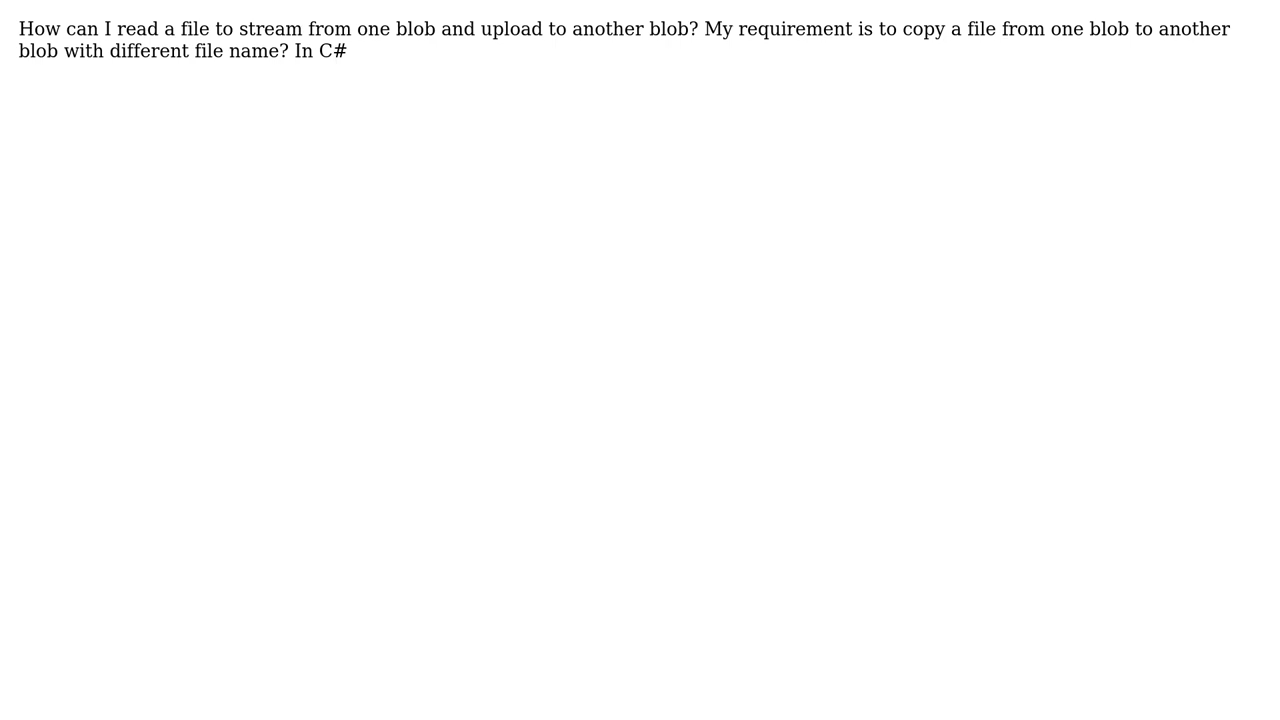 How can I read a file to stream from one blob and upload to another blob? My requirement is to copy a file from one blob to another
blob with different file name? In C#